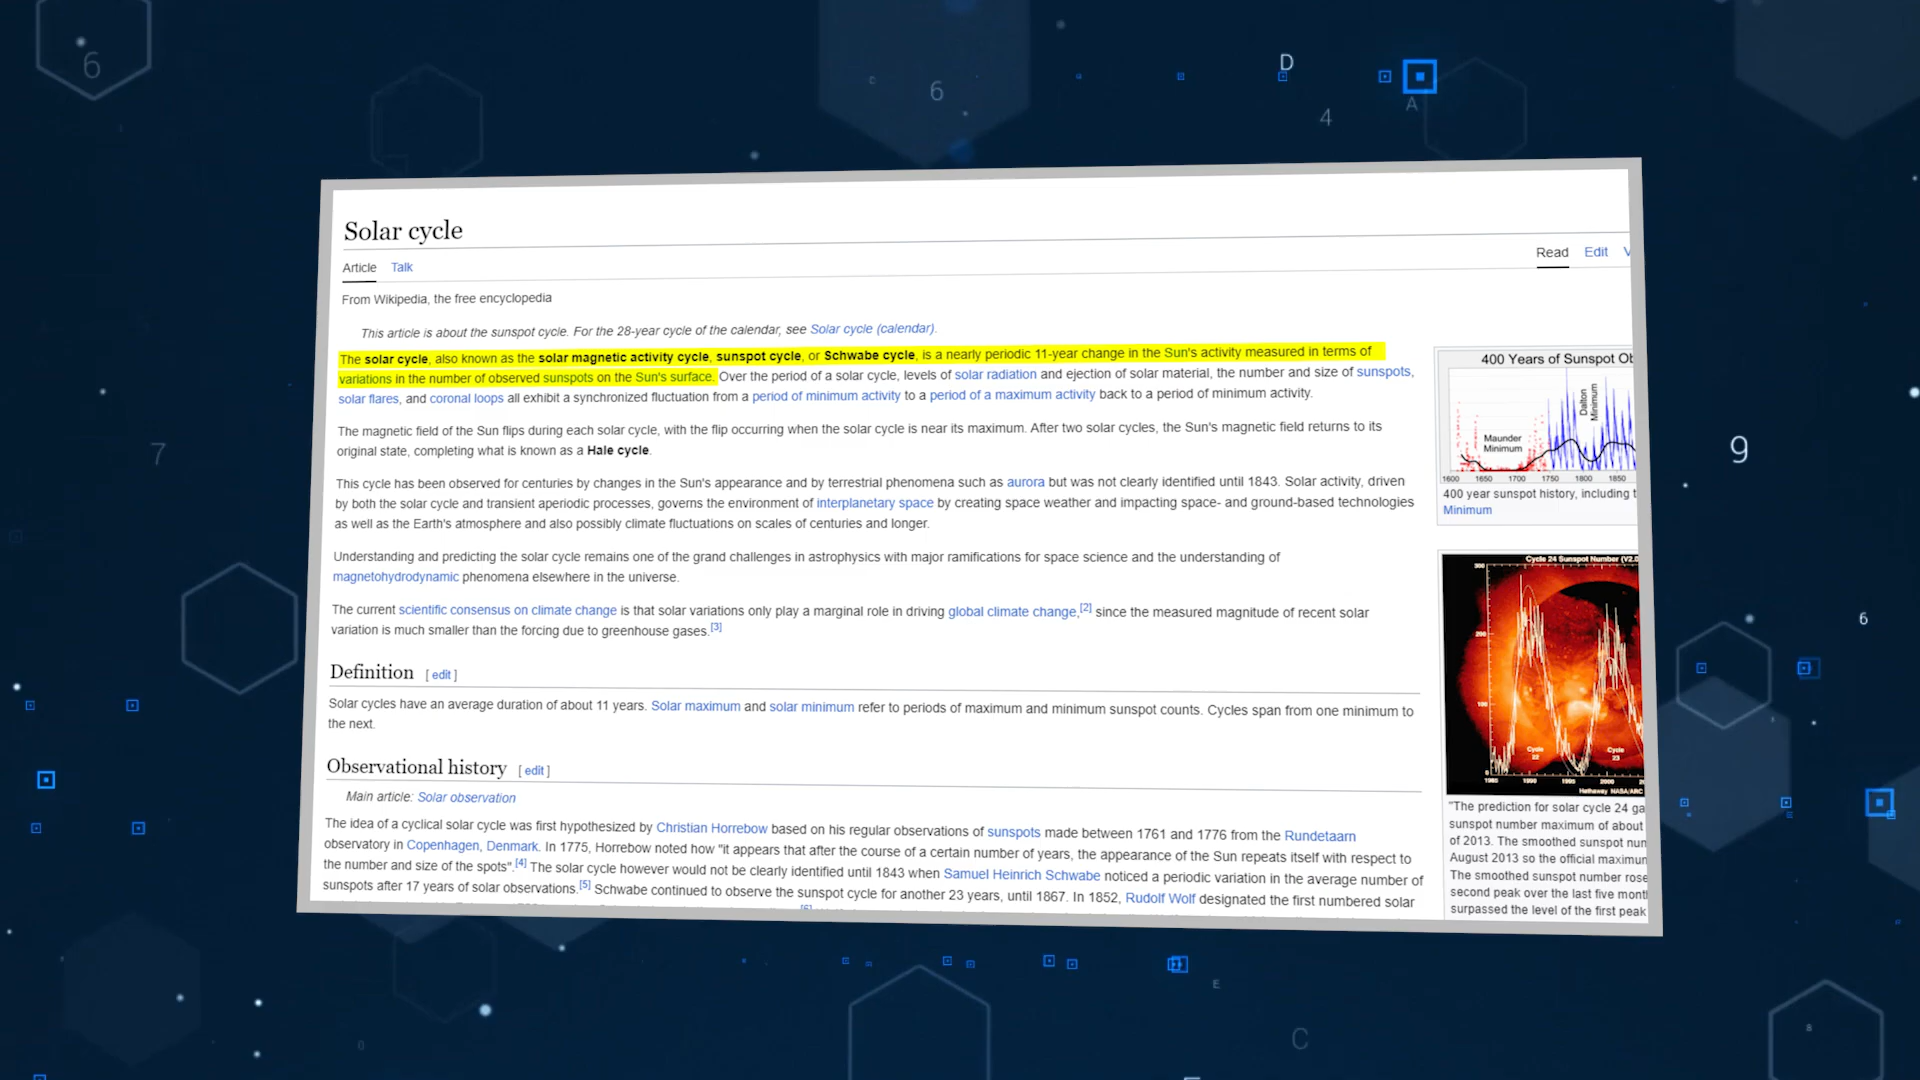 Solar cycle
Article Talk
Read Edit
From Wikipedia, the free encyclopedia
This article is about the sunspot cycle. For the 28-year cycle of the calendar, see Solar cycle (calendar).
The solar cycle, also known as the solar magnetic activity cycle, sunspot cycle, or Schwabe cycle, is a nearly periodic 11-year change in the Sun's activity measured in terms of
variations in the number of observed sunspots on the Sun's surface. Over the period of a solar cycle, levels of solar radiation and ejection of solar material, the number and size of sunspots,
solar flares, and coronal loops all exhibit a synchronized fluctuation from a period of minimum activity to a period of a maximum activity back to a period of minimum activity.
The magnetic field of the Sun flips during each solar cycle, with the flip occurring when the solar cycle is near its maximum. After two solar cycles, the Sun's magnetic field returns to its
original state, completing what is known as a Hale cycle.
This cycle has been observed for centuries by changes in the Sun's appearance and by terrestrial phenomena such as aurora but was not clearly identified until 1843. Solar activity, driven
by both the solar cycle and transient aperiodic processes, governs the environment of interplanetary space by creating space weather and impacting space- and ground-based technologies
as well as the Earth's atmosphere and also possibly climate fluctuations on scales of centuries and longer.
Understanding and predicting the solar cycle remains one of the grand challenges in astrophysics with major ramifications for space science and the understanding of
magnetohydrodynamic phenomena elsewhere in the universe.
The current scientific consensus on climate change is that solar variations only play a marginal role in driving global climate change,[2] since the measured magnitude of recent solar
variation is much smaller than the forcing due to greenhouse gases.[3]
Definition [ edit ]
Solar cycles have an average duration of about 11 years. Solar maximum and solar minimum refer to periods of maximum and minimum sunspot counts. Cycles span from one minimum to
the next.
Observational history [ edit ]
Main article: Solar observation
The idea of a cyclical solar cycle was first hypothesized by Christian Horrebow based on his regular observations of sunspots made between 1761 and 1776 from the Rundetaarn
observatory in Copenhagen, Denmark. In 1775, Horrebow noted how "it appears that after the course of a certain number of years, the appearance of the Sun repeats itself with respect to
the number and size of the spots".[4] The solar cycle however would not be clearly identified until 1843 when Samuel Heinrich Schwabe noticed a periodic variation in the average number of
sunspots after 17 years of solar observations.[5] Schwabe continued to observe the sunspot cycle for another 23 years, until 1867. In 1852, Rudolf Wolf designated the first numbered solar
400 Years of Sunspot Ob
Dalton
Minimum
Maunder
Minimum
1600 1650 1700 1750 1800 1850
400 year sunspot history, including t
Minimum
Cycle 24 Sunspot Number (V2.0
300
200
100
0
Cycle
22
Cycle
23
1985 1990 1995 2000
Hathaway NASA/ARC
"The prediction for solar cycle 24 ga
sunspot number maximum of about
of 2013. The smoothed sunspot num
August 2013 so the official maximum
The smoothed sunspot number rose
second peak over the last five mont
surpassed the level of the first peak
6
C
6
D
4
A
7
9
6
E
C
8
0